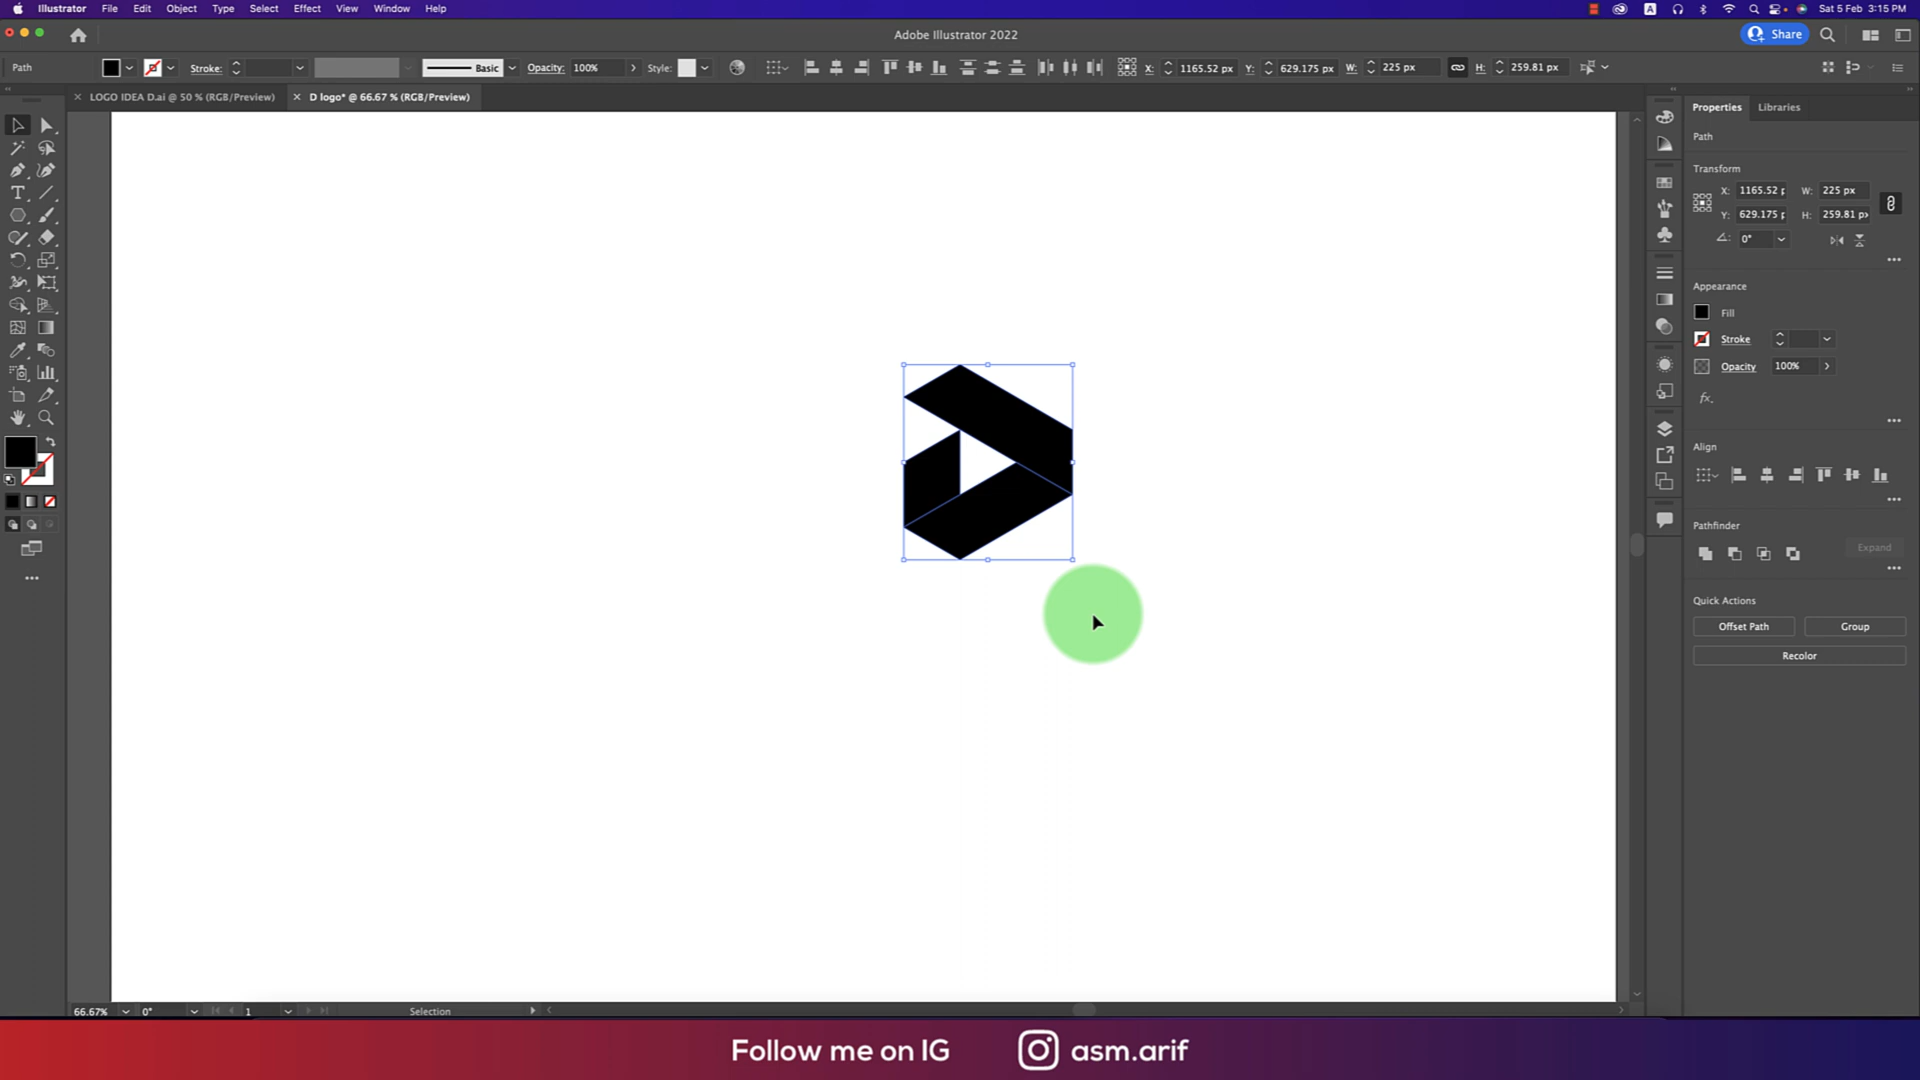 Illustrator File Edit Object Type Select Effect View Window Help A Sat 5 Feb 3:15 PM
Adobe Illustrator 2022 Share
Path Stroke: Basic Opacity: 100% Style: X: 1165.52 px Y: 629.175 px W: 225 px H: 259.81 px
× LOGO IDEA D.ai @ 50 % (RGB/Preview) × D logo* @ 66.67 % (RGB/Preview)
Properties Libraries
Path
Transform
X: 1165.52 p W: 225 px
Y: 629.175 p H: 259.81 px
0°
Appearance
Fill
Stroke
Opacity 100%
fx.
Align
Pathfinder
Expand
Quick Actions
Offset Path Group
Recolor
66.67% 0° 1 Selection
Follow me on IG asm.arif